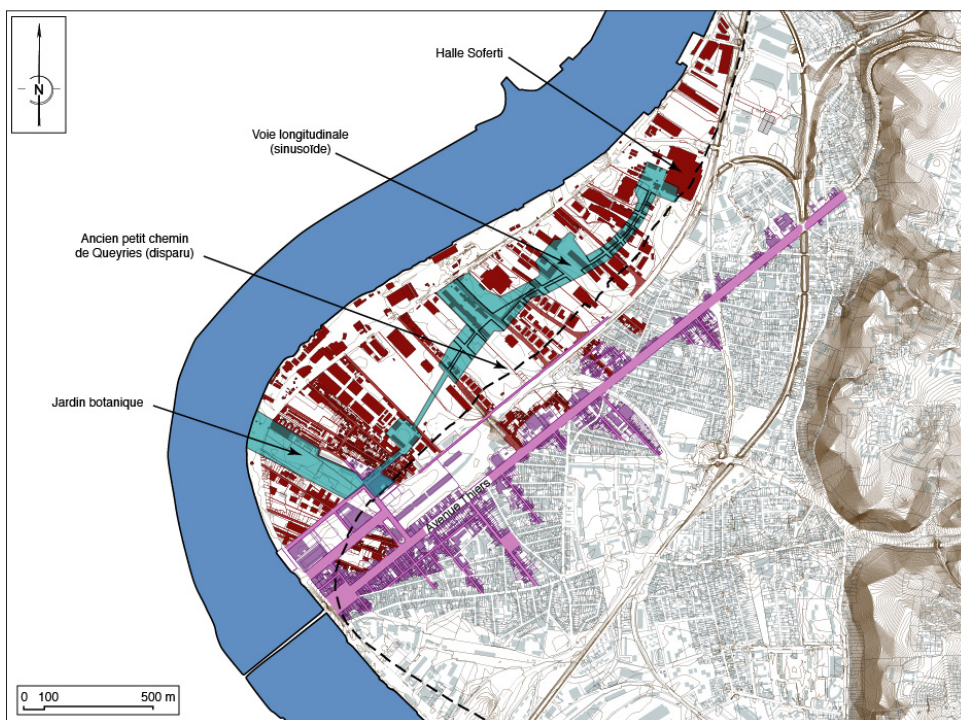 N
Halle Soferti
Voie longitudinale
(sinusoïde)
Ancien petit chemin
de Queyries (disparu)
Jardin botanique
Avenue Thiers
0 100 500 m